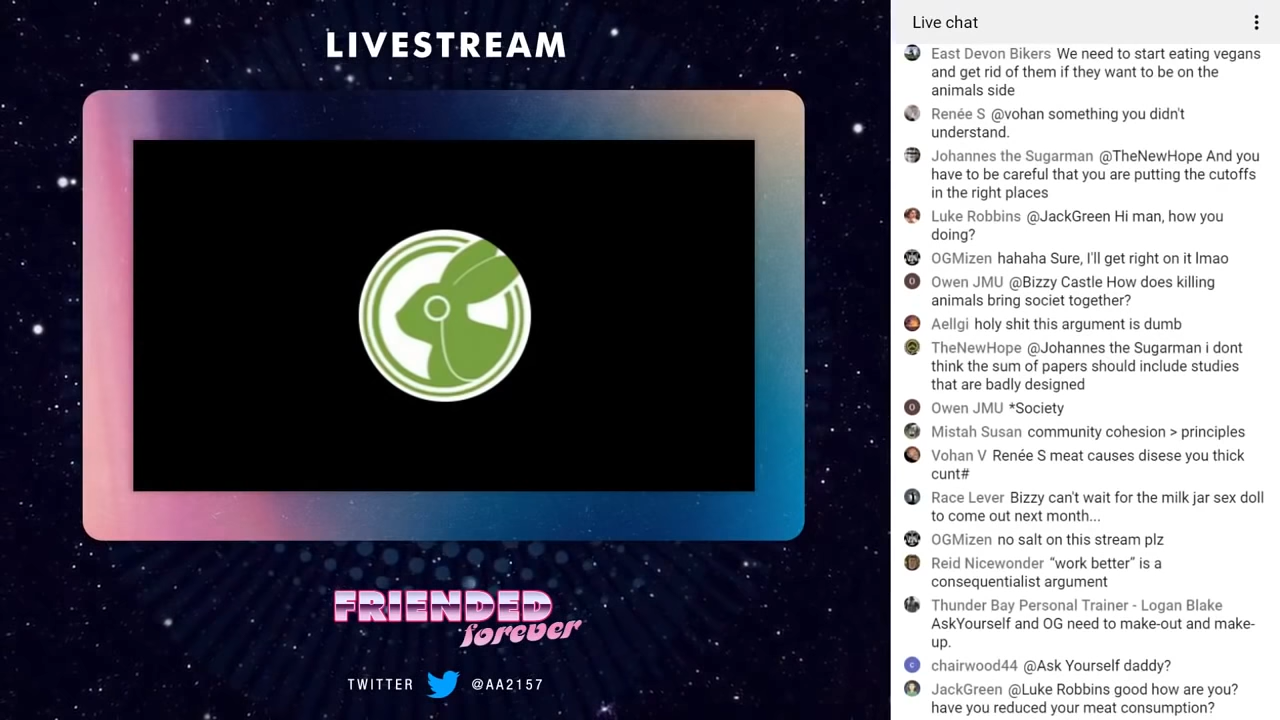 LIVESTREAM
FRIENDED
forever
TWITTER @AA2157
Live chat
East Devon Bikers We need to start eating vegans
and get rid of them if they want to be on the
animals side
Renée S @vohan something you didn't
understand.
Johannes the Sugarman @TheNewHope And you
have to be careful that you are putting the cutoffs
in the right places
Luke Robbins @JackGreen Hi man, how you
doing?
OGMizen hahaha Sure, I'll get right on it lmao
Owen JMU @Bizzy Castle How does killing
animals bring societ together?
Aellgi holy shit this argument is dumb
TheNewHope @Johannes the Sugarman i dont
think the sum of papers should include studies
that are badly designed
Owen JMU *Society
Mistah Susan community cohesion > principles
Vohan V Renée S meat causes disese you thick
cunt#
Race Lever Bizzy can't wait for the milk jar sex doll
to come out next month...
OGMizen no salt on this stream plz
Reid Nicewonder “work better” is a
consequentialist argument
Thunder Bay Personal Trainer - Logan Blake
AskYourself and OG need to make-out and make-
up.
chairwood44 @Ask Yourself daddy?
JackGreen @Luke Robbins good how are you?
have you reduced your meat consumption?